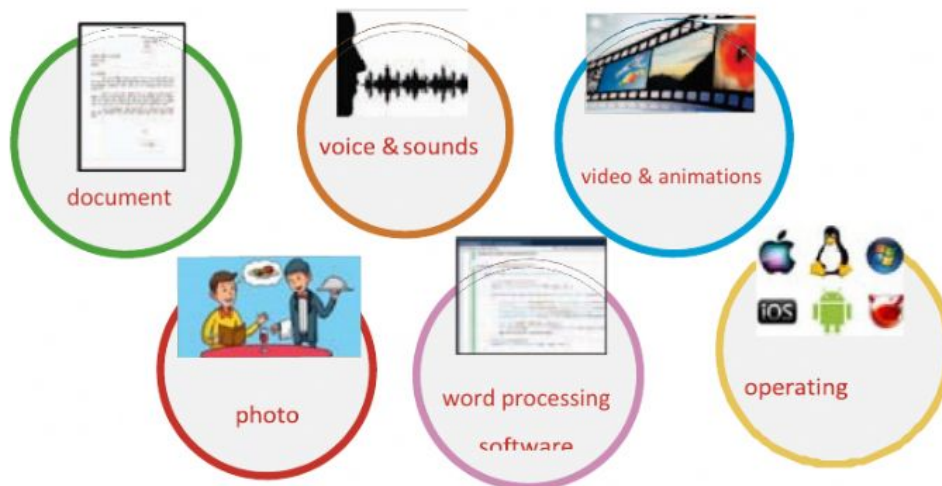 document
voice & sounds
video & animations
photo
word processing
software
iOS
operating